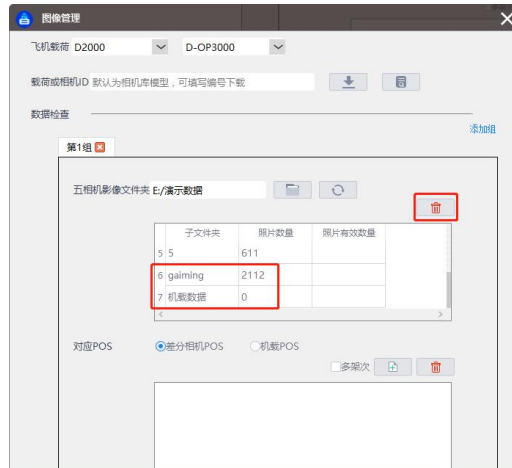 图像管理
飞机载荷 D2000 D-OP3000
载荷或相机ID 默认为相机库模型，可填写编号下载
数据检查
添加组
第1组
五相机影像文件夹 E:/演示数据
子文件夹 照片数量 照片有效数量
5 5 611
6 gaiming 2112
7 机载数据 0
对应POS 差分相机POS 机载POS
多架次